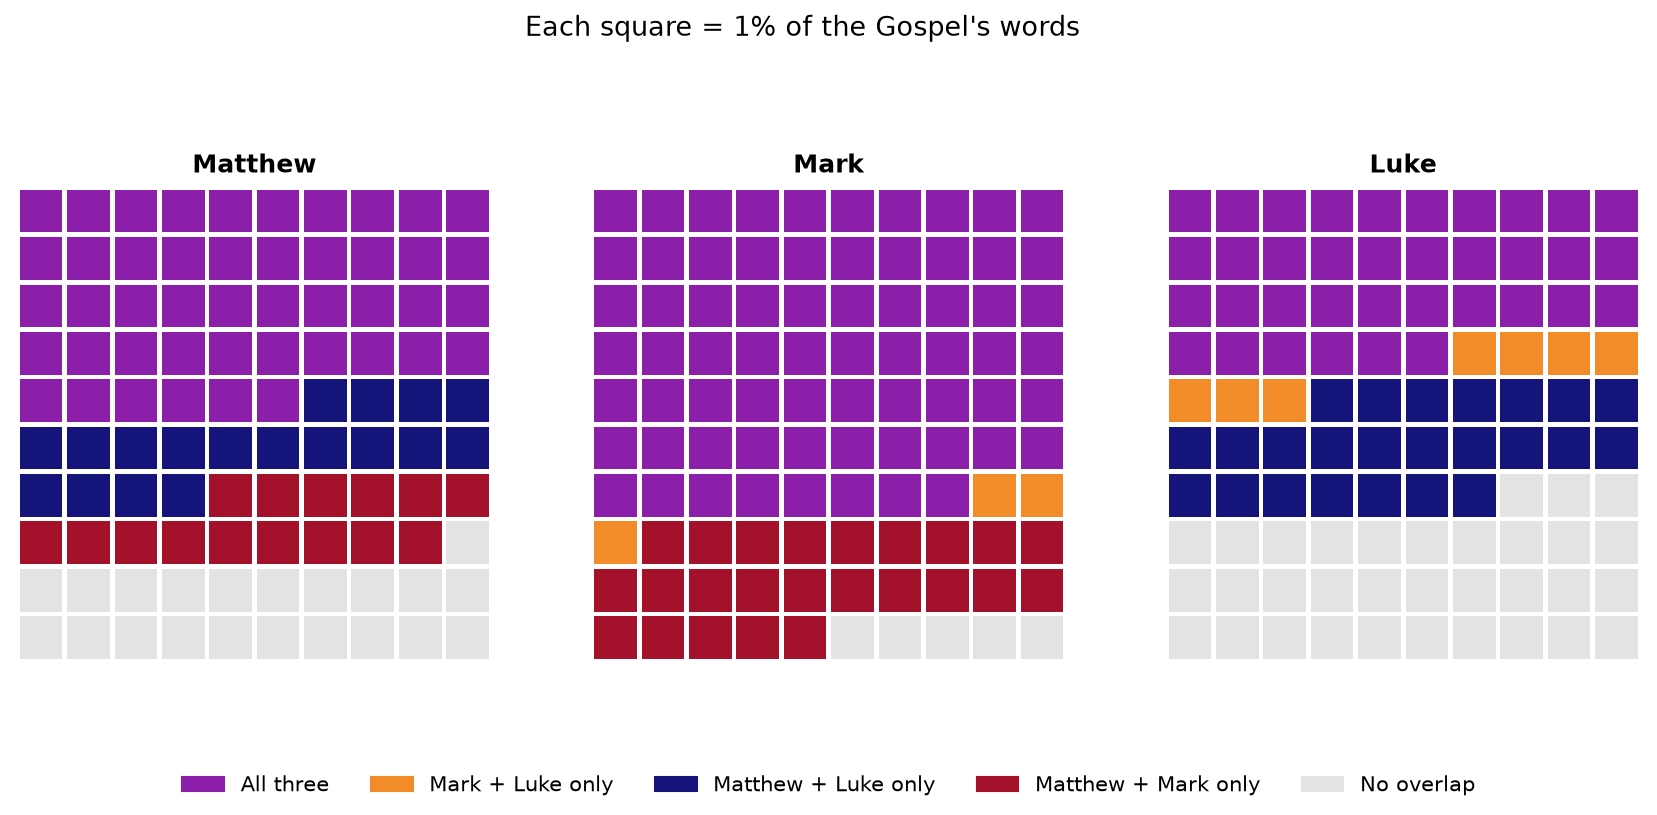 Each square = 1% of the Gospel's words
Matthew
Mark
Luke
All three
Mark + Luke only
Matthew + Luke only
Matthew + Mark only
No overlap